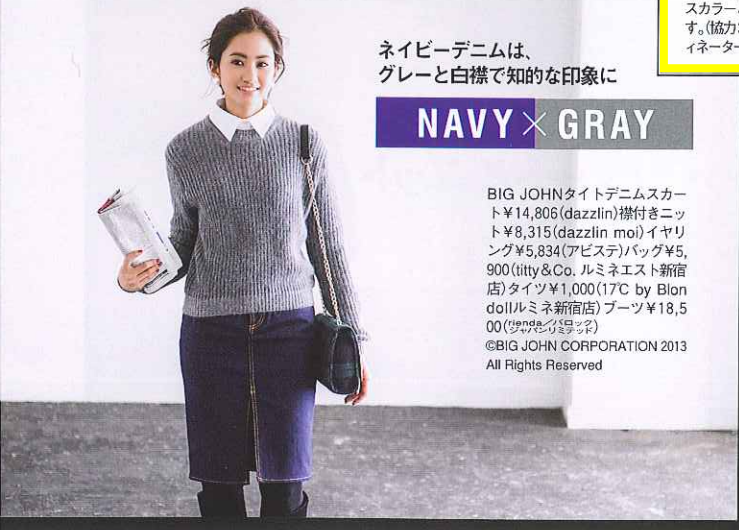 スカラー
す。(協力
ィネーター
ネイビーデニムは、
グレーと白襟で知的な印象に
NAVY×GRAY
BIG JOHNタイトデニムスカー
ト¥14,806(dazzlin)襟付きニッ
ト¥8,315(dazzlin moi)イヤリ
ング¥5,834(アビステ)バッグ¥5,
900(titty&Co. ルミネエスト新宿
店)タイツ¥1,000(17℃ by Blon
dollルミネ新宿店)ブーツ¥18,5
00(rienda/バロックジャパンリミテッド)
©BIG JOHN CORPORATION 2013
All Rights Reserved